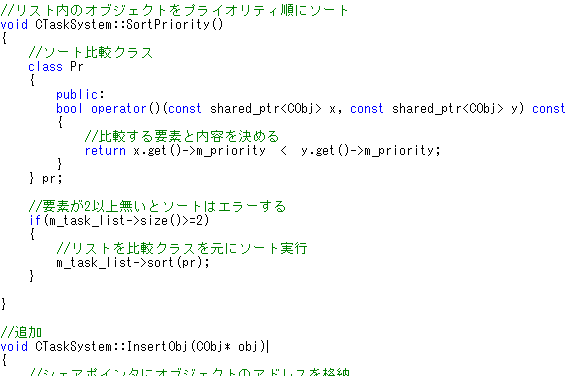 //リスト内のオブジェクトをプライオリティ順にソート
void CTaskSystem::SortPriority()
{
//ソート比較クラス
class Pr
{
public:
bool operator()(const shared_ptr<CObj> x, const shared_ptr<CObj> y) const
{
//比較する要素と内容を決める
return x.get()->m_priority < y.get()->m_priority;
}
} pr;
//要素が2以上無いとソートはエラーする
if(m_task_list->size()>=2)
{
//リストを比較クラスを元にソート実行
m_task_list->sort(pr);
}
}
//追加
void CTaskSystem::InsertObj(CObj* obj)
{
//シェアポインタにオブジェクトのアドレスを格納